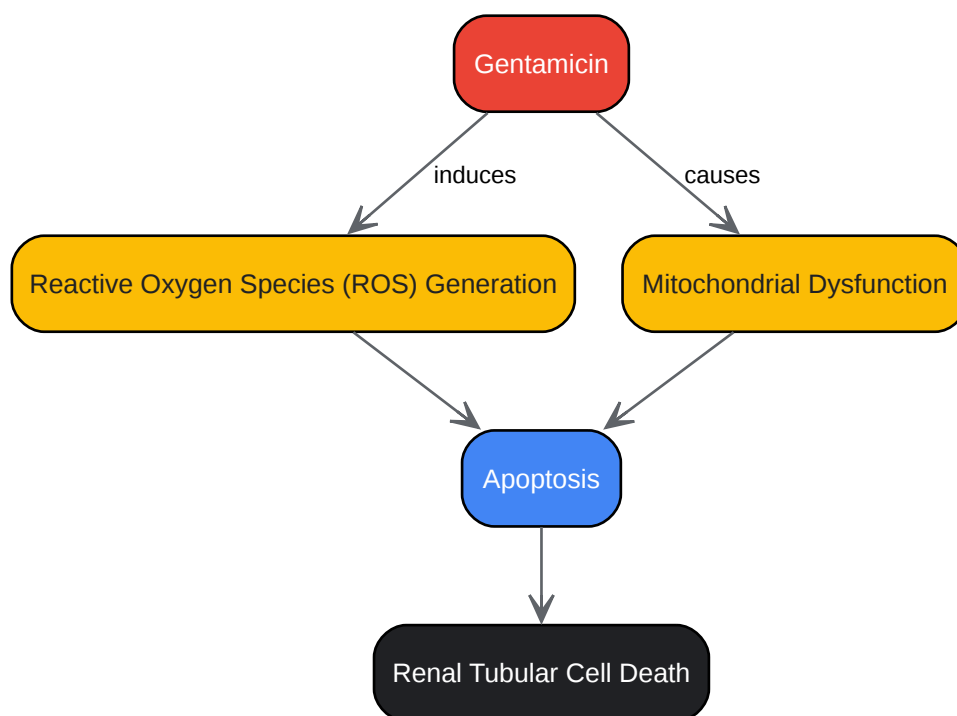 Gentamicin
induces
causes
Reactive Oxygen Species (ROS) Generation
Mitochondrial Dysfunction
Apoptosis
Renal Tubular Cell Death